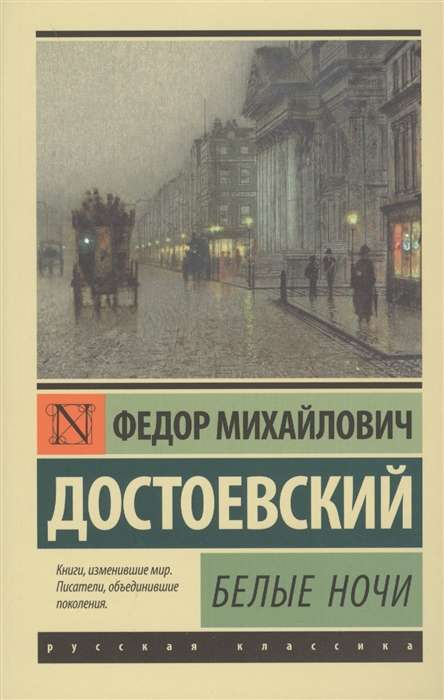 N
ФЕДОР МИХАЙЛОВИЧ
ДОСТОЕВСКИЙ
Книги, изменившие мир.
Писатели, объединившие
поколения.
БЕЛЫЕ НОЧИ
русская классика